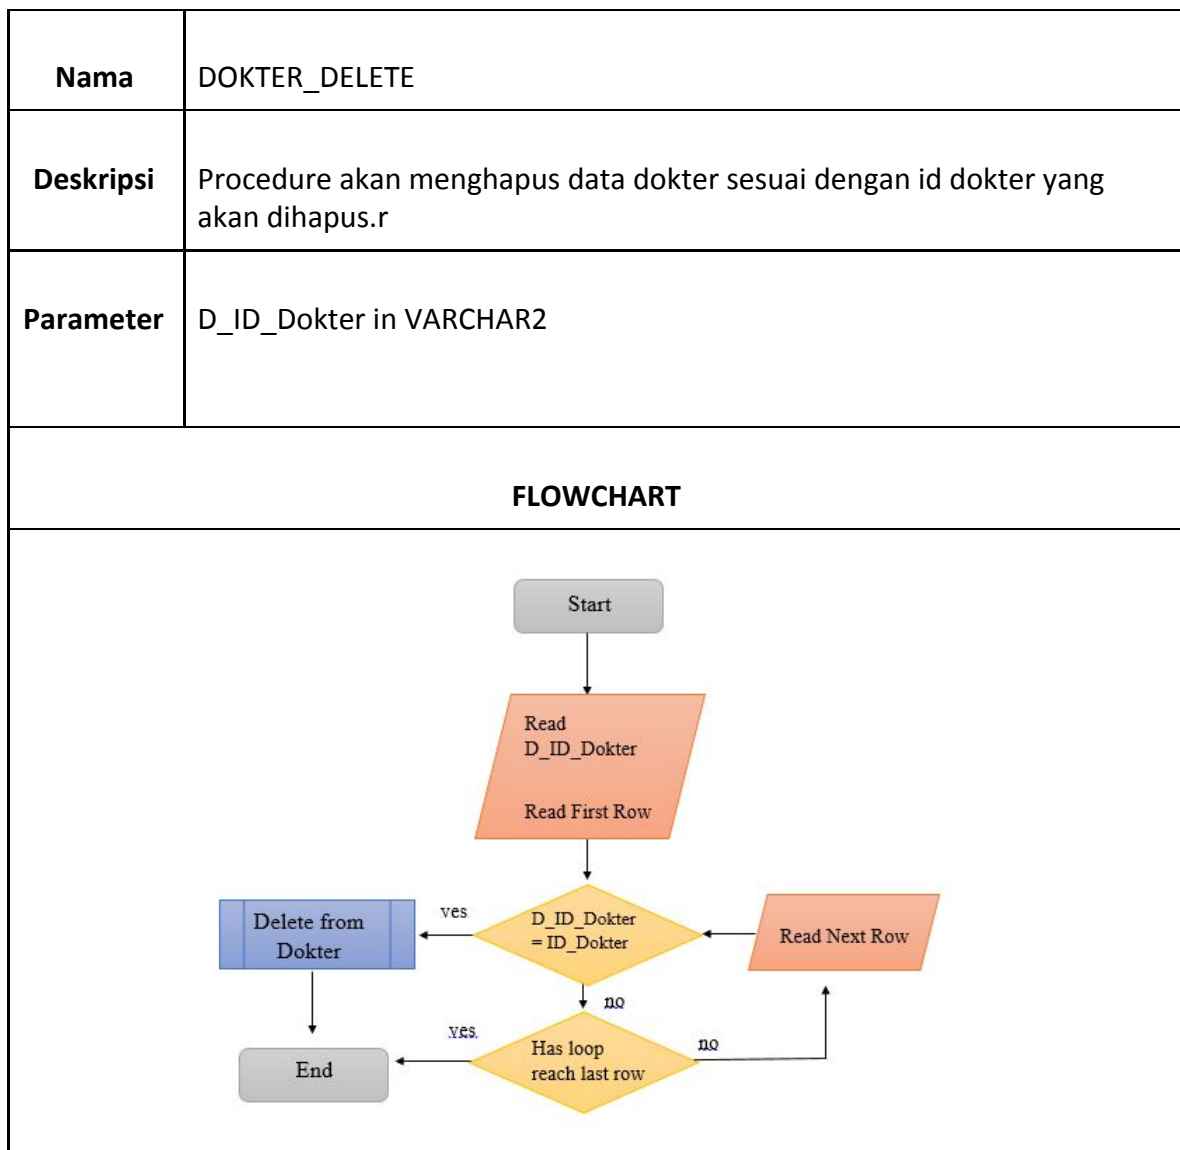 Nama
DOKTER_DELETE
Deskripsi
Procedure akan menghapus data dokter sesuai dengan id dokter yang
akan dihapus.r
Parameter
D_ID_Dokter in VARCHAR2
FLOWCHART
Start
Read
D_ID_Dokter
Read First Row
D_ID_Dokter
= ID_Dokter
yes
Delete from
Dokter
Read Next Row
no
Has loop
reach last row
yes
no
End